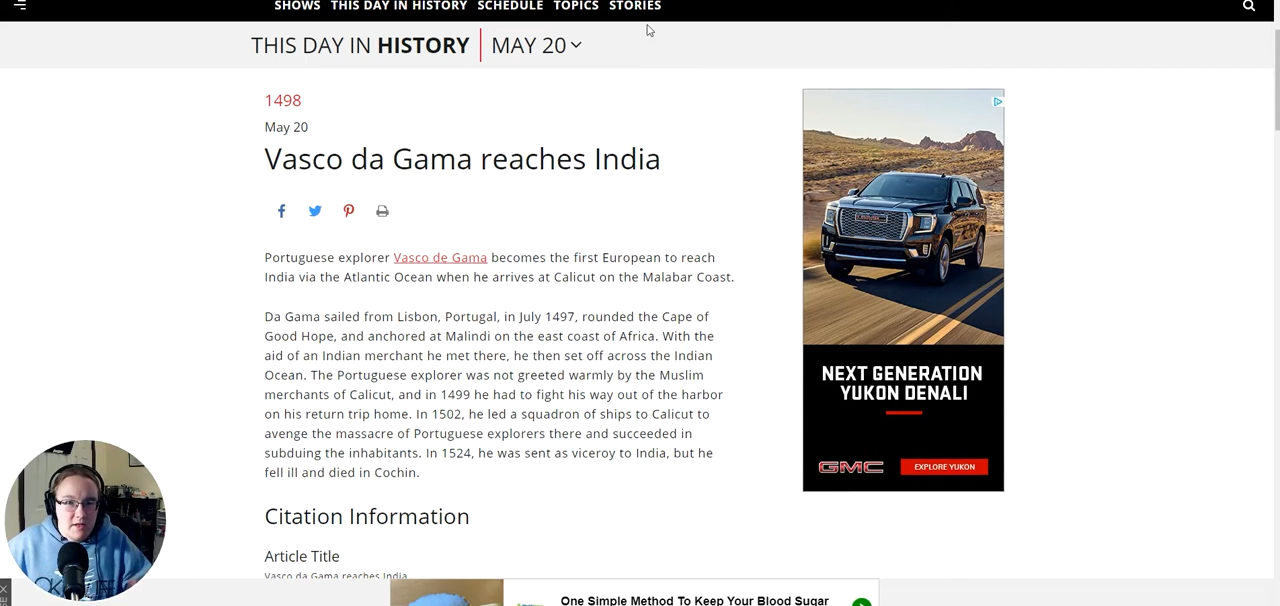 SHOWS THIS DAY IN HISTORY SCHEDULE TOPICS STORIES
THIS DAY IN HISTORY MAY 20
1498
May 20
Vasco da Gama reaches India
Portuguese explorer Vasco de Gama becomes the first European to reach
India via the Atlantic Ocean when he arrives at Calicut on the Malabar Coast.
Da Gama sailed from Lisbon, Portugal, in July 1497, rounded the Cape of
Good Hope, and anchored at Malindi on the east coast of Africa. With the
aid of an Indian merchant he met there, he then set off across the Indian
Ocean. The Portuguese explorer was not greeted warmly by the Muslim
merchants of Calicut, and in 1499 he had to fight his way out of the harbor
on his return trip home. In 1502, he led a squadron of ships to Calicut to
avenge the massacre of Portuguese explorers there and succeeded in
subduing the inhabitants. In 1524, he was sent as viceroy to India, but he
fell ill and died in Cochin.
Citation Information
Article Title
Vasco da Gama reaches India
NEXT GENERATION
YUKON DENALI
GMC EXPLORE YUKON
One Simple Method To Keep Your Blood Sugar